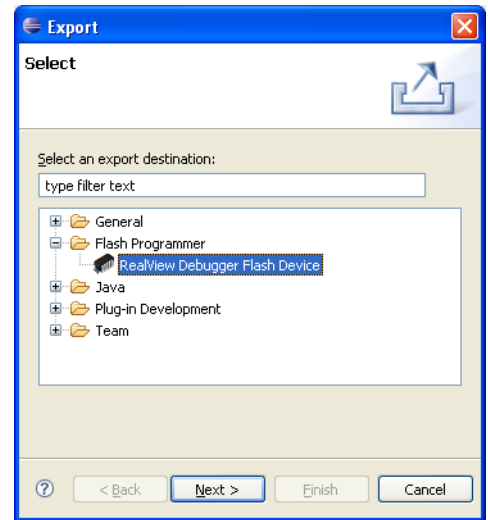 Export
Select
Select an export destination:
type filter text
General
Flash Programmer
RealView Debugger Flash Device
Java
Plug-in Development
Team
? < Back Next > Finish Cancel